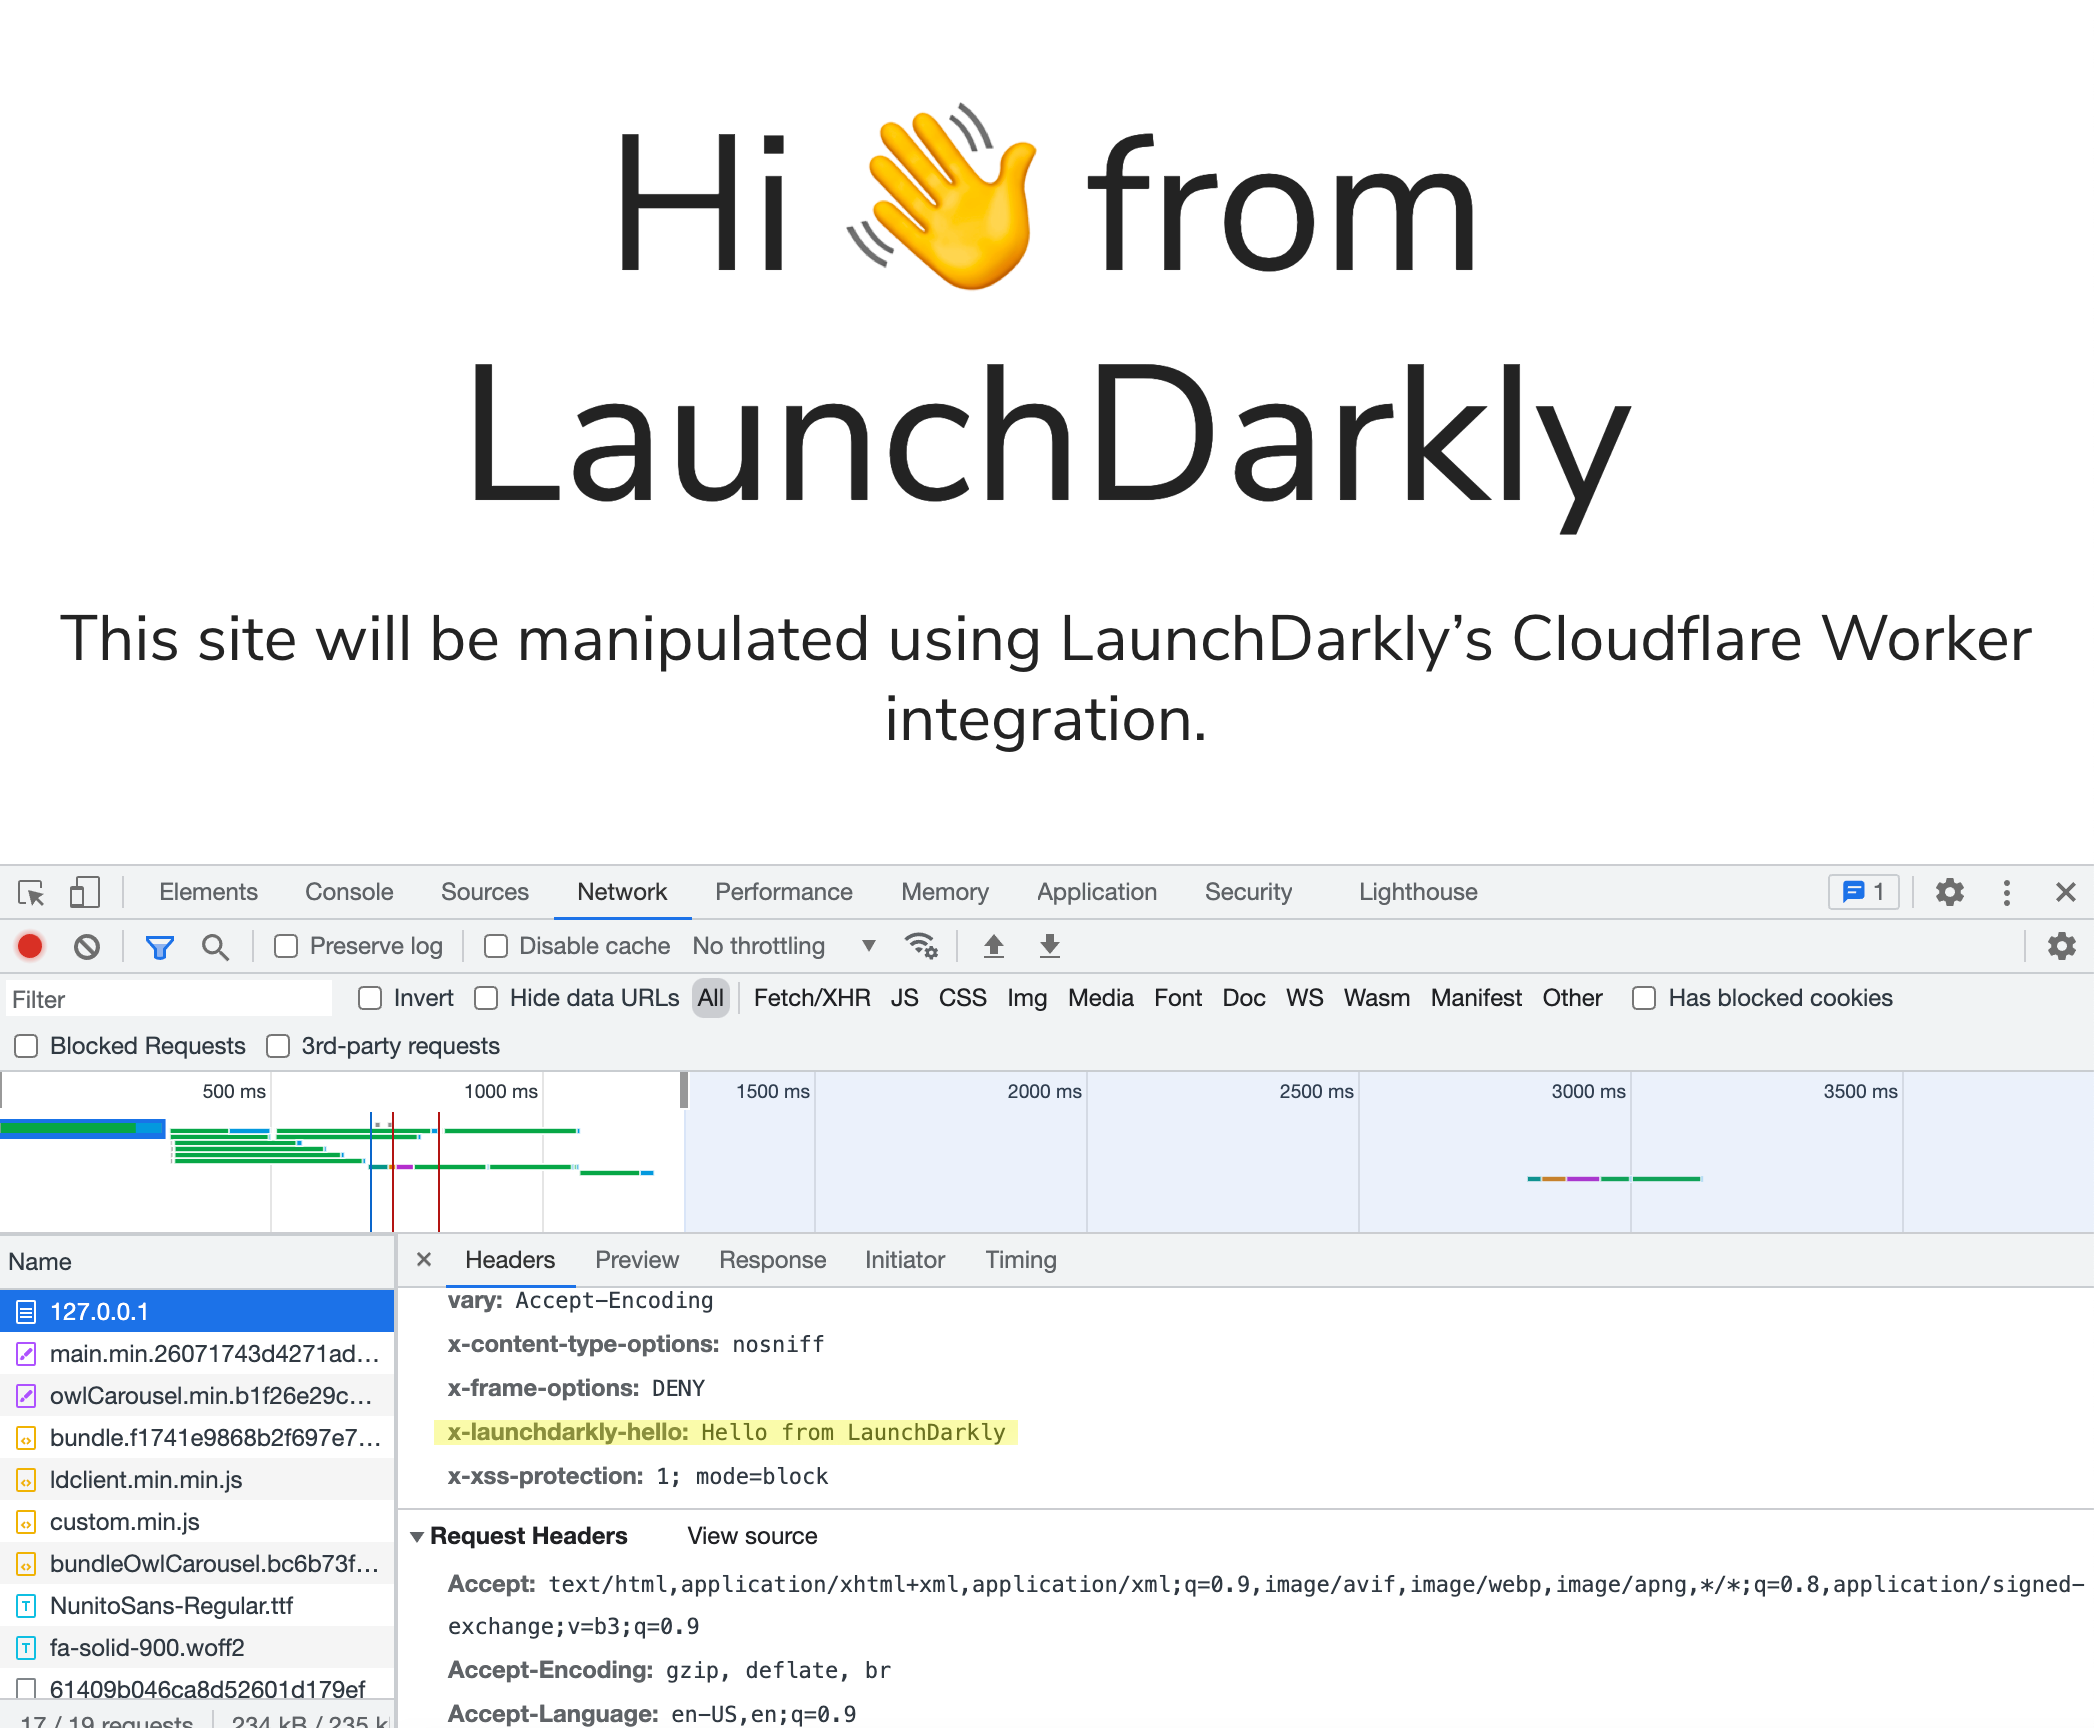 Hi 👋 from
LaunchDarkly
This site will be manipulated using LaunchDarkly’s Cloudflare Worker
integration.
Elements Console Sources Network Performance Memory Application Security Lighthouse 1
Preserve log Disable cache No throttling
Filter Invert Hide data URLs All Fetch/XHR JS CSS Img Media Font Doc WS Wasm Manifest Other Has blocked cookies
Blocked Requests 3rd-party requests
500 ms 1000 ms 1500 ms 2000 ms 2500 ms 3000 ms 3500 ms
Name
127.0.0.1
main.min.26071743d4271ad...
owlCarousel.min.b1f26e29c...
bundle.f1741e9868b2f697e7...
ldclient.min.min.js
custom.min.js
bundleOwlCarousel.bc6b73f...
NunitoSans-Regular.ttf
fa-solid-900.woff2
61409b046ca8d52601d179ef
17 / 19 requests 234 kB / 235 k
Headers Preview Response Initiator Timing
vary: Accept-Encoding
x-content-type-options: nosniff
x-frame-options: DENY
x-launchdarkly-hello: Hello from LaunchDarkly
x-xss-protection: 1; mode=block
Request Headers View source
Accept: text/html,application/xhtml+xml,application/xml;q=0.9,image/avif,image/webp,image/apng,*/*;q=0.8,application/signed-
exchange;v=b3;q=0.9
Accept-Encoding: gzip, deflate, br
Accept-Language: en-US,en;q=0.9